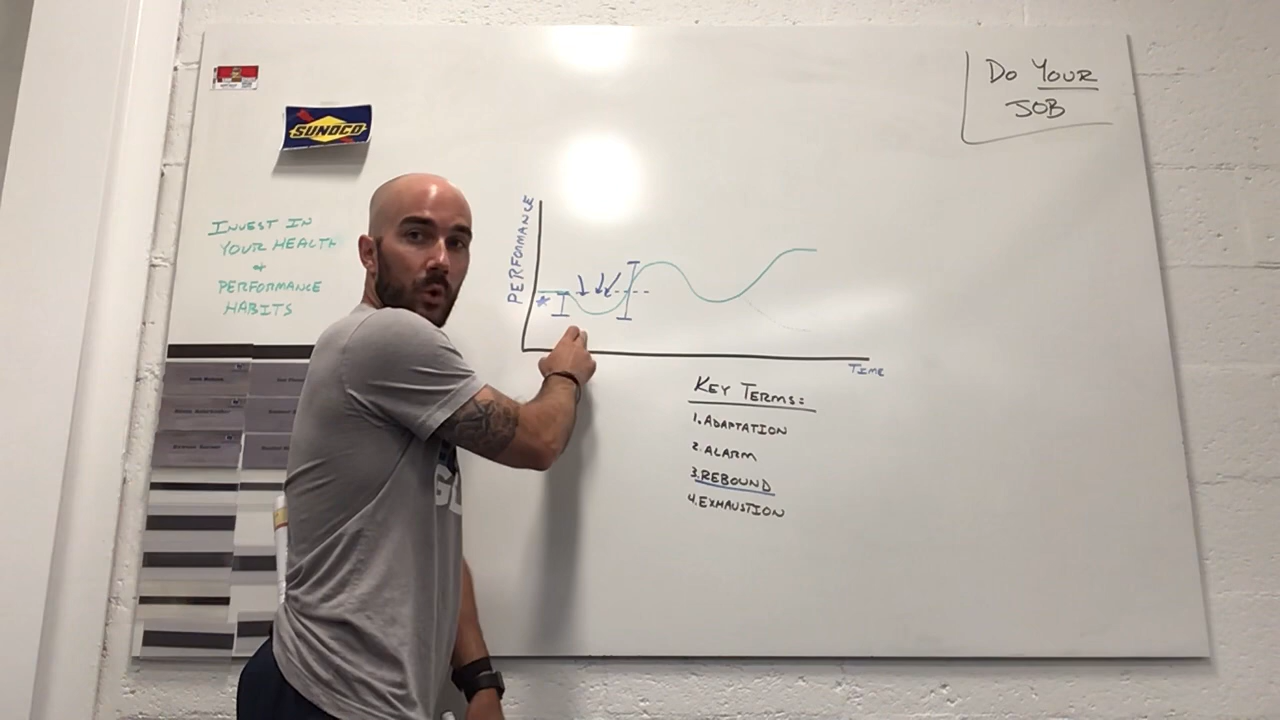 SUNOCO
DO YOUR
JOB
INVEST IN
YOUR HEALTH
+
PERFORMANCE
HABITS
PERFORMANCE
*
TIME
KEY TERMS:
1. ADAPTATION
2. ALARM
3. REBOUND
4. EXHAUSTION